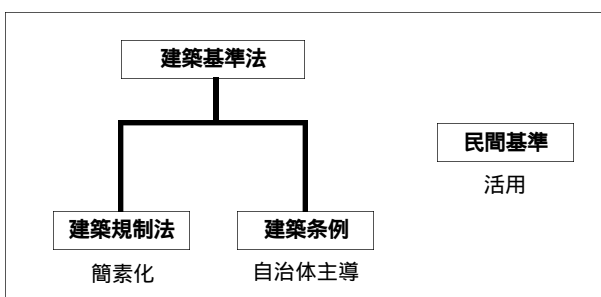 建築基準法
民間基準
活用
建築規制法
建築条例
簡素化
自治体主導